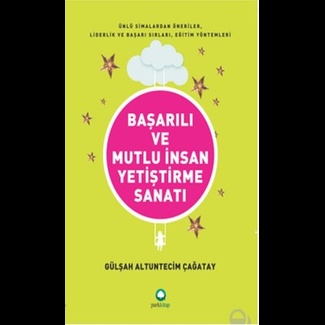 ÜNLÜ SİMALARDAN ÖNERİLER,
LİDERLİK VE BAŞARI SIRLARI, EĞİTİM YÖNTEMLERİ
BAŞARILI
VE
MUTLU İNSAN
YETİŞTİRME
SANATI
GÜLŞAH ALTUNTECİM ÇAĞATAY
parkkitap